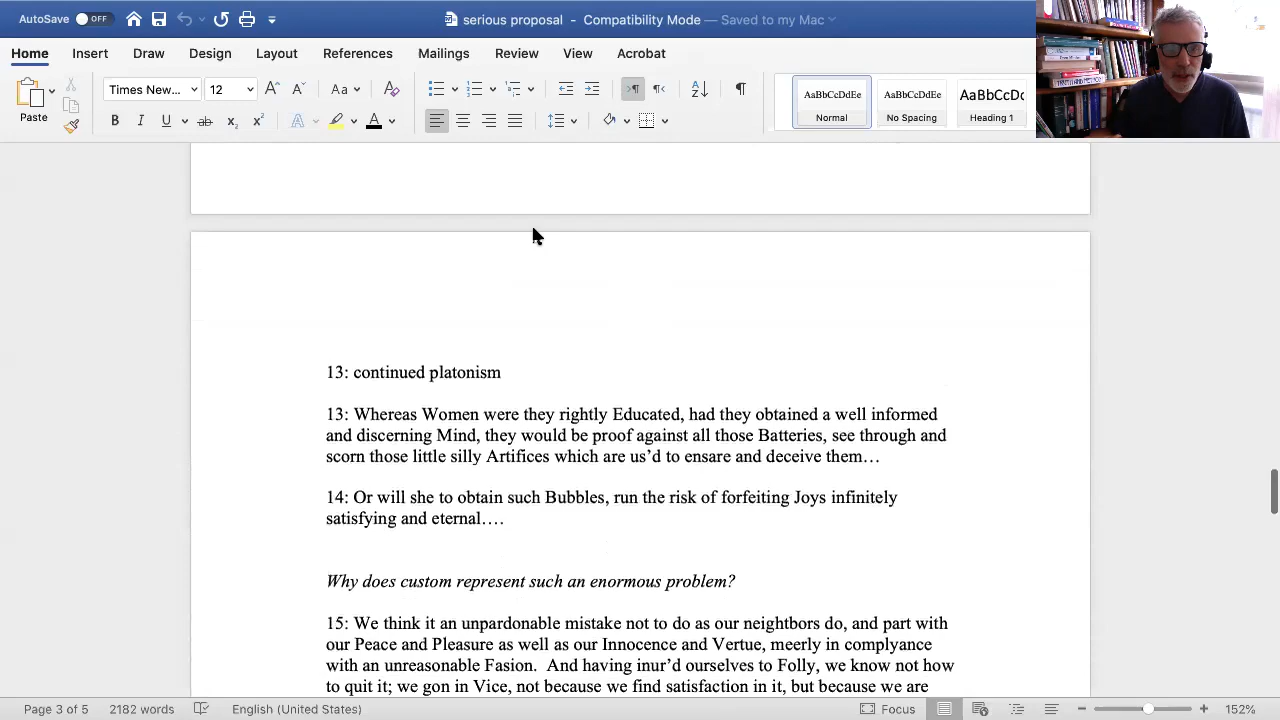 AutoSave OFF serious proposal - Compatibility Mode — Saved to my Mac
Home Insert Draw Design Layout References Mailings Review View Acrobat
Paste Times New... 12 Aa AaBbCcDdEe AaBbCcDdEe AaBbCcDc
B I U ab x₂ x² A A Normal No Spacing Heading 1
13: continued platonism
13: Whereas Women were they rightly Educated, had they obtained a well informed
and discerning Mind, they would be proof against all those Batteries, see through and
scorn those little silly Artifices which are us’d to ensare and deceive them…
14: Or will she to obtain such Bubbles, run the risk of forfeiting Joys infinitely
satisfying and eternal….
Why does custom represent such an enormous problem?
15: We think it an unpardonable mistake not to do as our neighbors do, and part with
our Peace and Pleasure as well as our Innocence and Vertue, meerly in complyance
with an unreasonable Fasion. And having inur’d ourselves to Folly, we know not how
to quit it; we gon in Vice, not because we find satisfaction in it, but because we are
Page 3 of 5 2182 words English (United States) Focus 152%